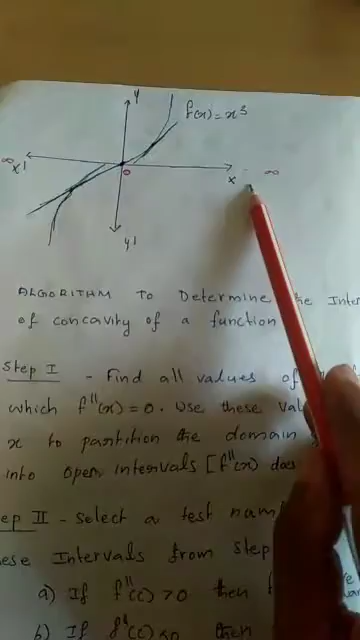 y
f(x) = x³
∞
x1
0
x
∞
y1
ALGORITHM To Determine the Inter
of concavity of a function
Step I - Find all values of
which f"(x) = 0. Use these val
x to partition the domain
into open intervals [f"(x) does
ep II - Select a test num
ese Intervals from Step
a) If f"(c) > 0 then
b) If f"(c) < 0 then